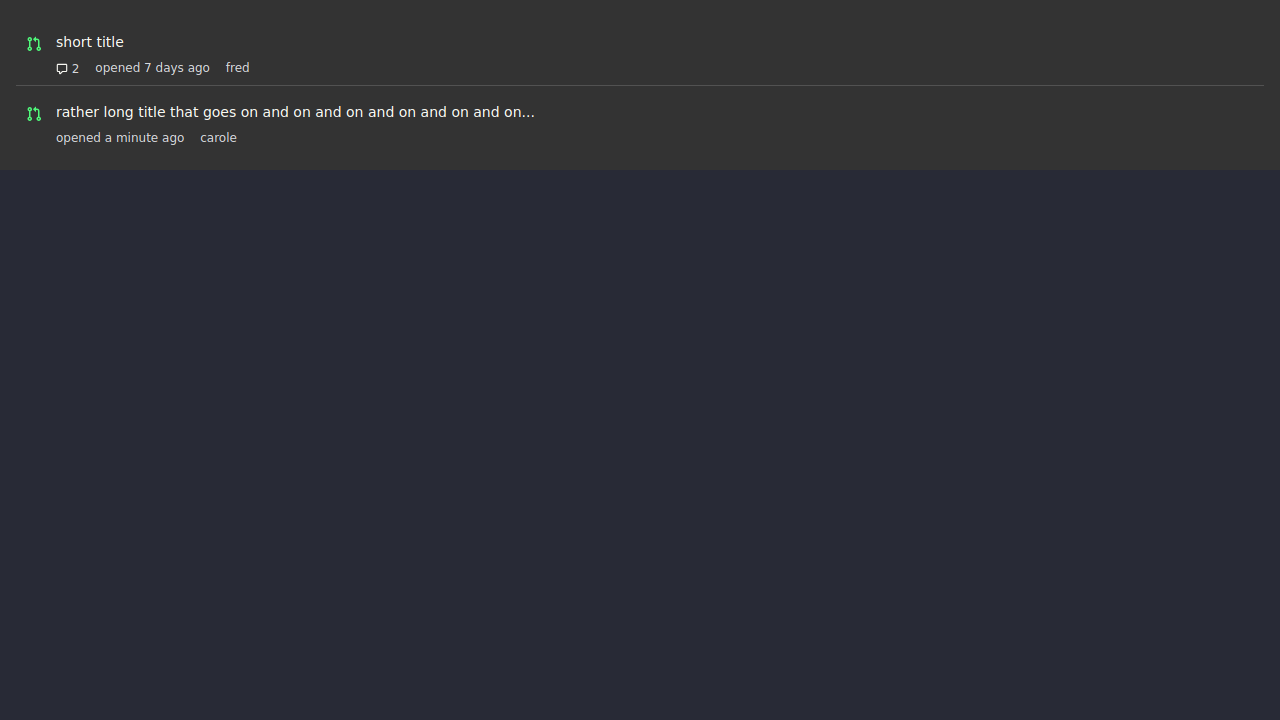 short title
2 opened 7 days ago fred
rather long title that goes on and on and on and on and on and on...
opened a minute ago carole